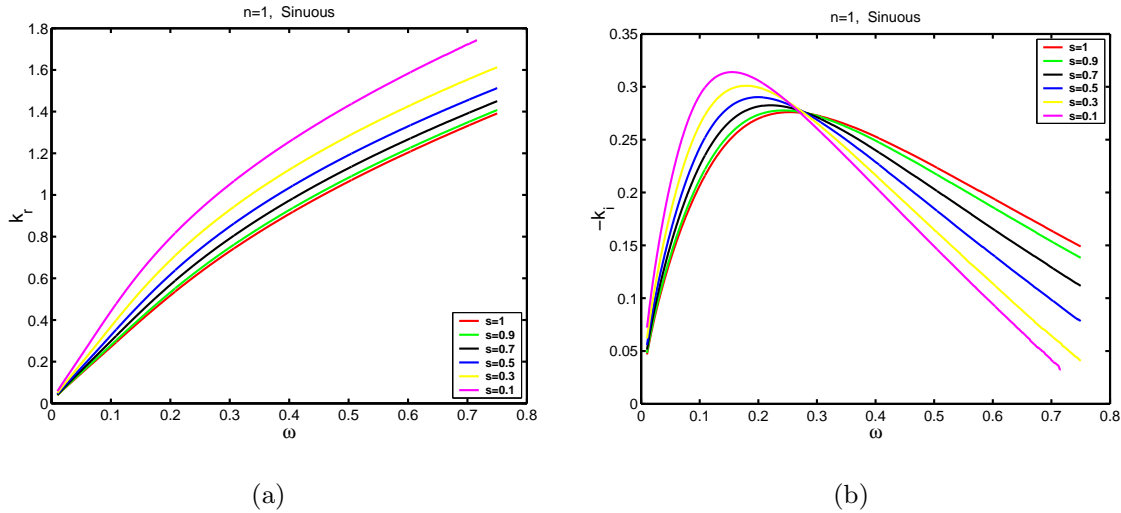 n=1, Sinuous
1.8
1.6
1.4
1.2
1
0.8
0.6
0.4
0.2
0
k_r
0 0.1 0.2 0.3 0.4 0.5 0.6 0.7 0.8
ω
s=1
s=0.9
s=0.7
s=0.5
s=0.3
s=0.1
(a)
n=1, Sinuous
0.35
0.3
0.25
0.2
0.15
0.1
0.05
0
−k_i
0 0.1 0.2 0.3 0.4 0.5 0.6 0.7 0.8
ω
s=1
s=0.9
s=0.7
s=0.5
s=0.3
s=0.1
(b)